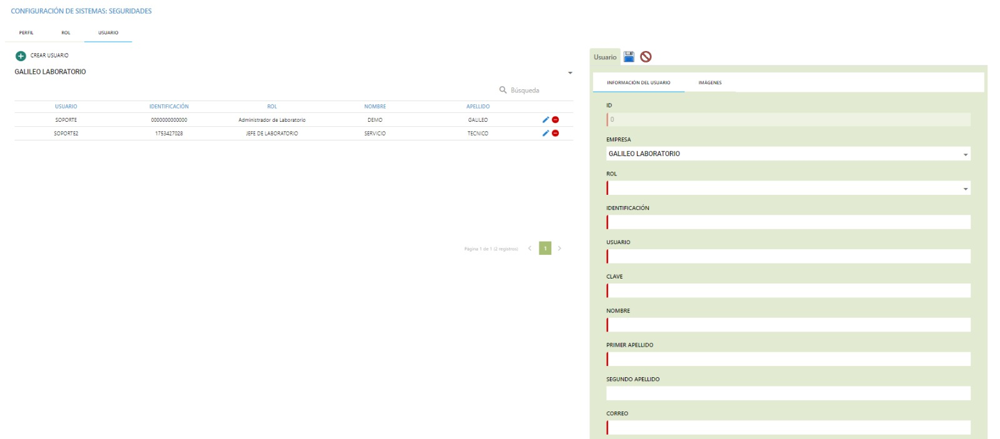 CONFIGURACIÓN DE SISTEMAS: SEGURIDADES
PERFIL ROL USUARIO
CREAR USUARIO
GALILEO LABORATORIO
Búsqueda
USUARIO IDENTIFICACIÓN ROL NOMBRE APELLIDO
SOPORTE 0000000000000 Administrador de Laboratorio DEMO GALILEO
SOPORTE2 1753427028 JEFE DE LABORATORIO SERVICIO TECNICO
Página 1 de 1 (2 registros) 1
Usuario
INFORMACIÓN DEL USUARIO IMÁGENES
ID
0
EMPRESA
GALILEO LABORATORIO
ROL
IDENTIFICACIÓN
USUARIO
CLAVE
NOMBRE
PRIMER APELLIDO
SEGUNDO APELLIDO
CORREO